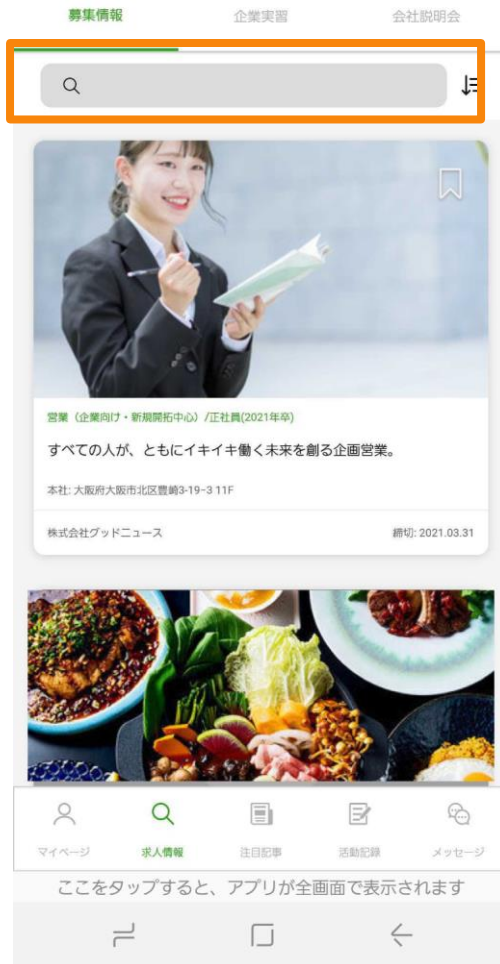 募集情報
企業実習
会社説明会
営業（企業向け・新規開拓中心）/正社員(2021年卒)
すべての人が、ともにイキイキ働く未来を創る企画営業。
本社: 大阪府大阪市北区豊崎3-19-3 11F
株式会社グッドニュース
締切: 2021.03.31
マイページ
求人情報
注目記事
活動記録
メッセージ
ここをタップすると、アプリが全画面で表示されます